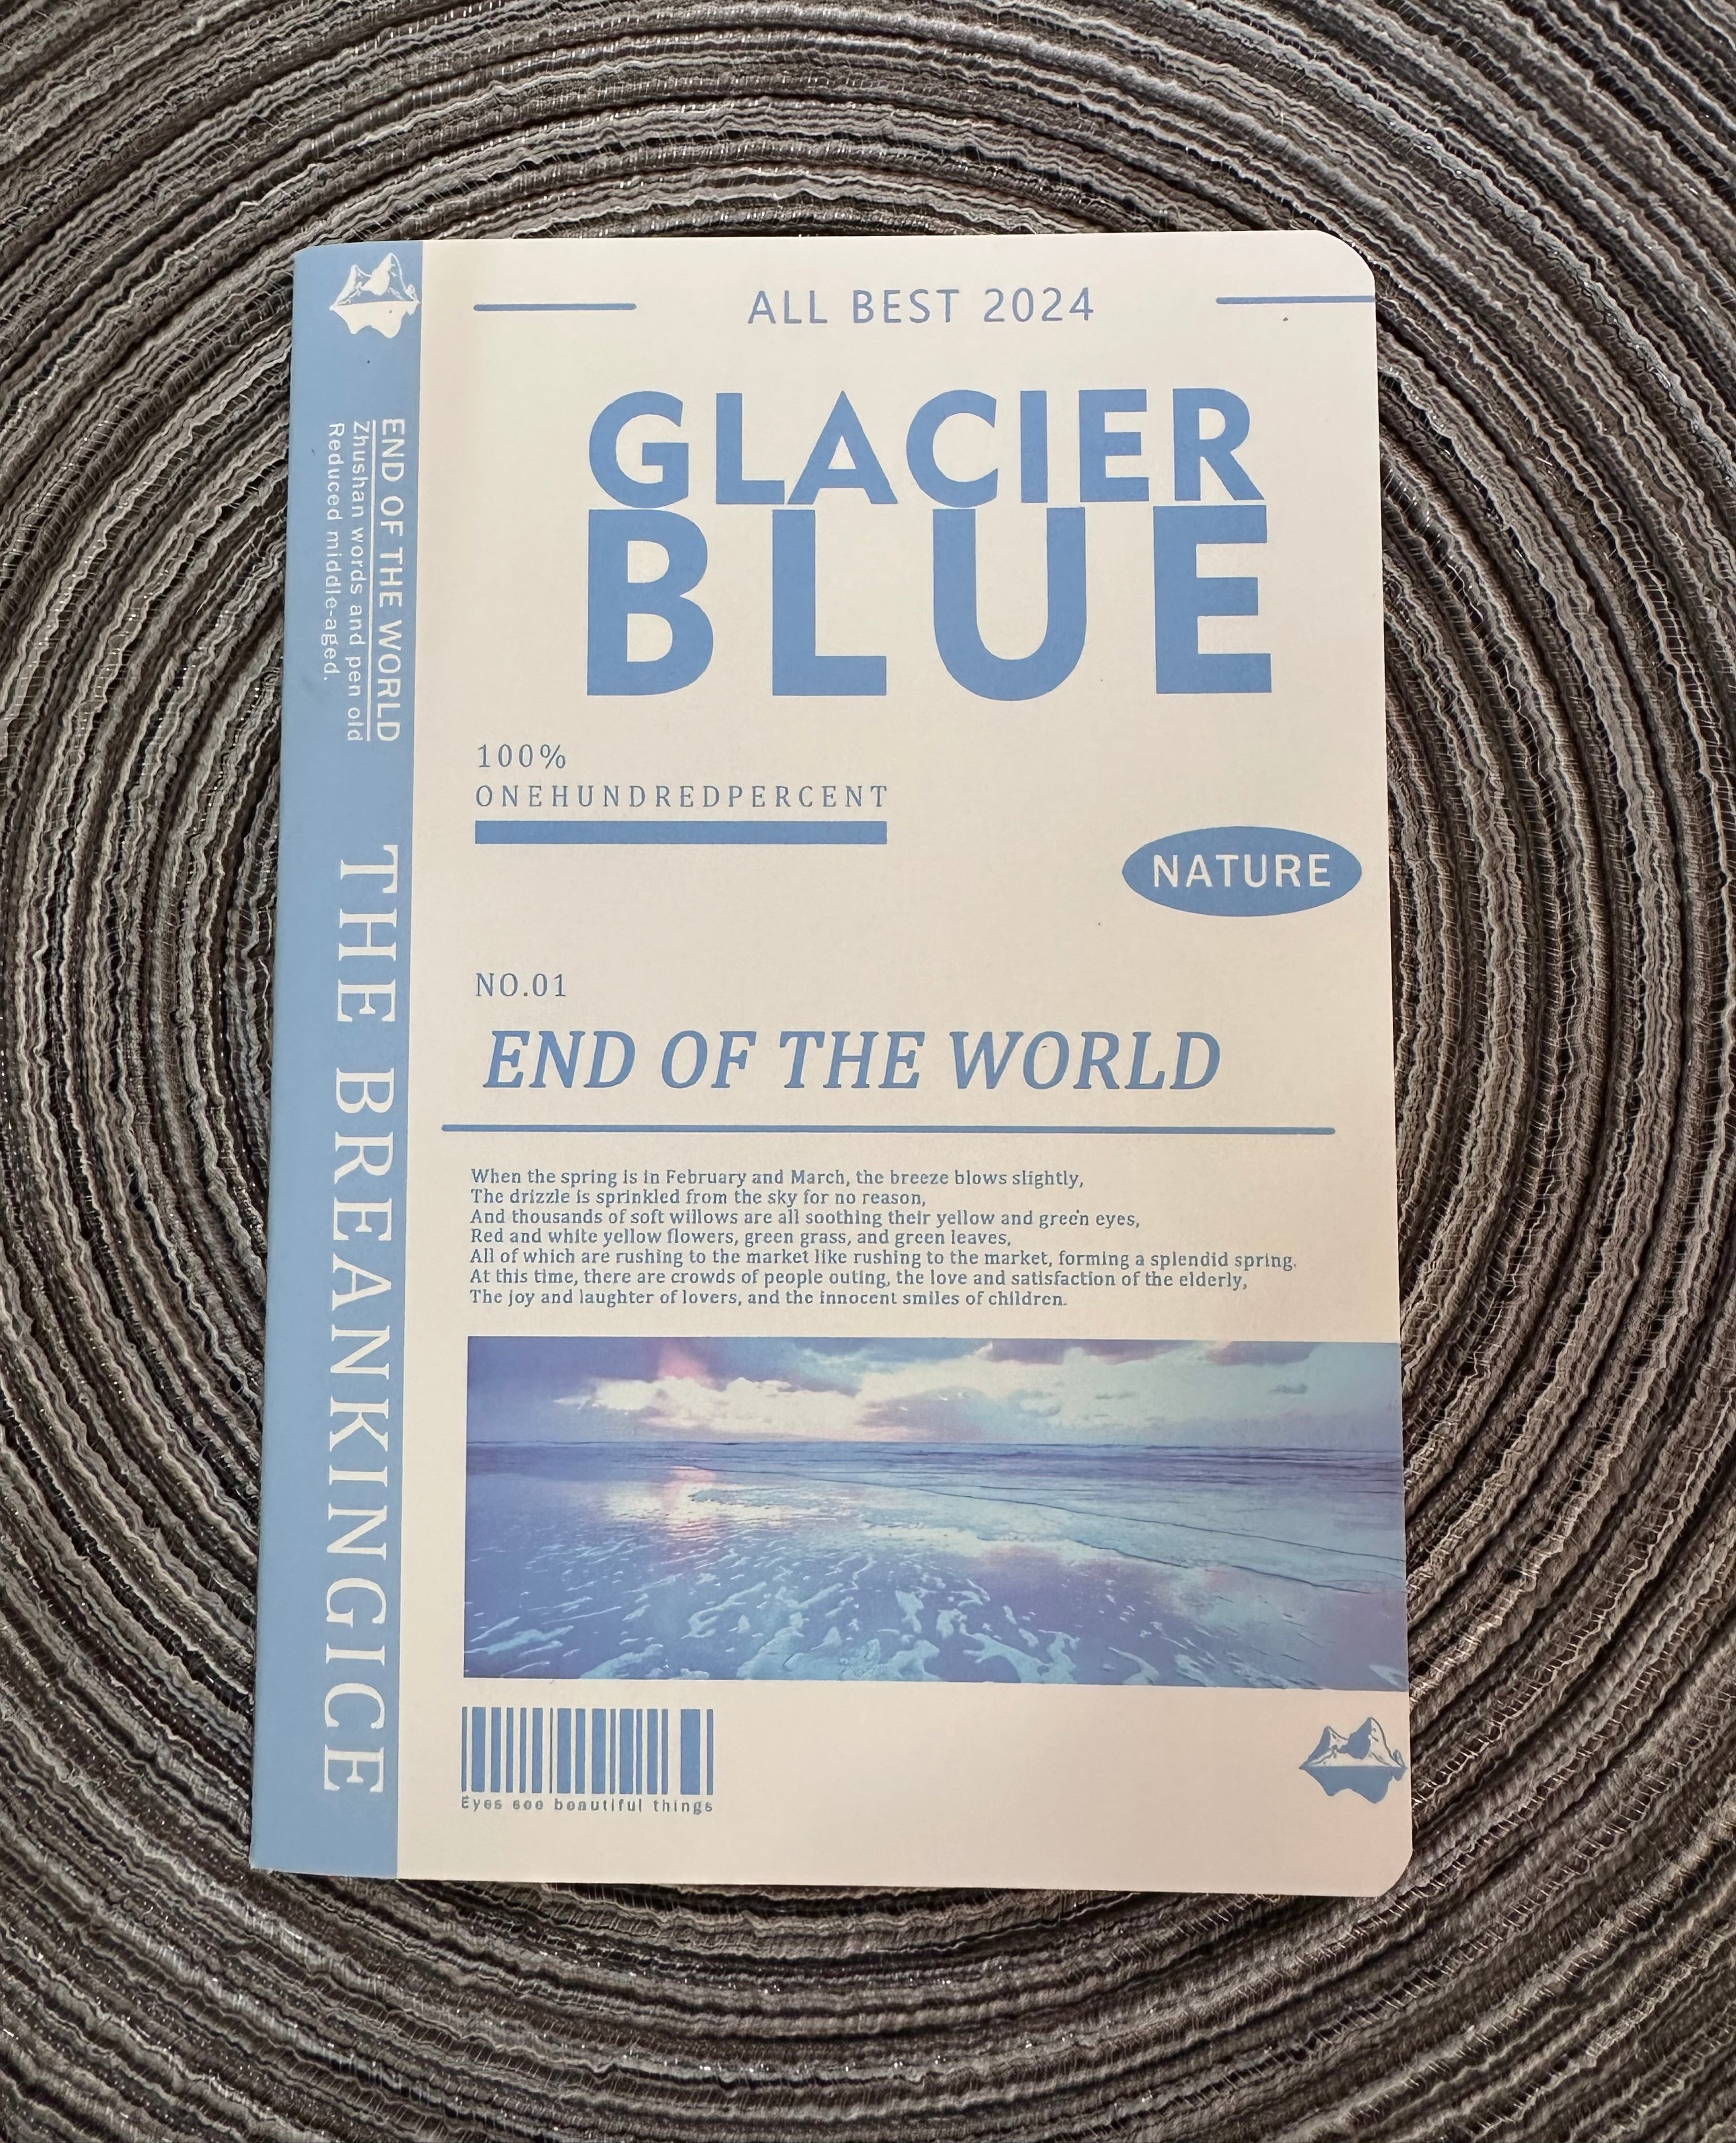 ALL BEST 2024
GLACIER
BLUE
100%
ONEHUNDREDPERCENT
NATURE
NO.01
END OF THE WORLD
When the spring is in February and March, the breeze blows slightly,
The drizzle is sprinkled from the sky for no reason,
And thousands of soft willows are all soothing their yellow and green eyes,
Red and white yellow flowers, green grass, and green leaves,
All of which are rushing to the market like rushing to the market, forming a splendid spring.
At this time, there are crowds of people outing, the love and satisfaction of the elderly,
The joy and laughter of lovers, and the innocent smiles of children.
Eyes see beautiful things
END OF THE WORLD
Zhushan words and pen old
Reduced middle-aged.
THE BREANKINGICE